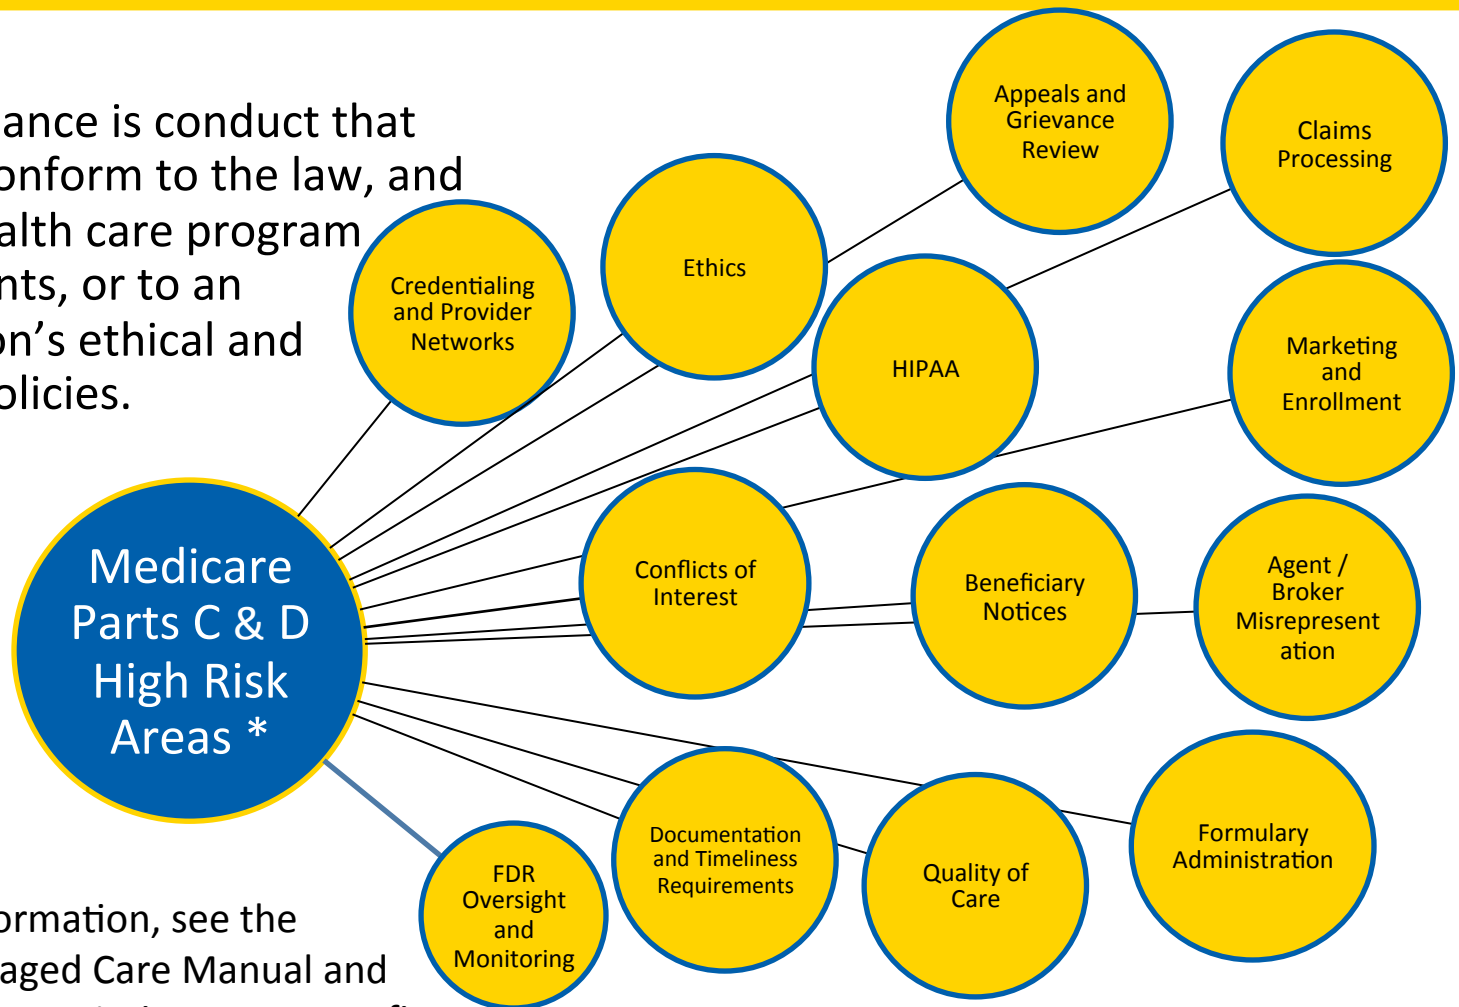 ance is conduct that
onform to the law, and
alth care program
nts, or to an
on's ethical and
olicies.
Appeals and
Grievance
Review
Claims
Processing
Ethics
Credentialing
and Provider
Networks
HIPAA
Marketing
and
Enrollment
Medicare
Parts C & D
High Risk
Areas *
Conflicts of
Interest
Beneficiary
Notices
Agent /
Broker
Misrepresent
ation
FDR
Oversight
and
Monitoring
Documentation
and Timeliness
Requirements
Quality of
Care
Formulary
Administration
ormation, see the
aged Care Manual and